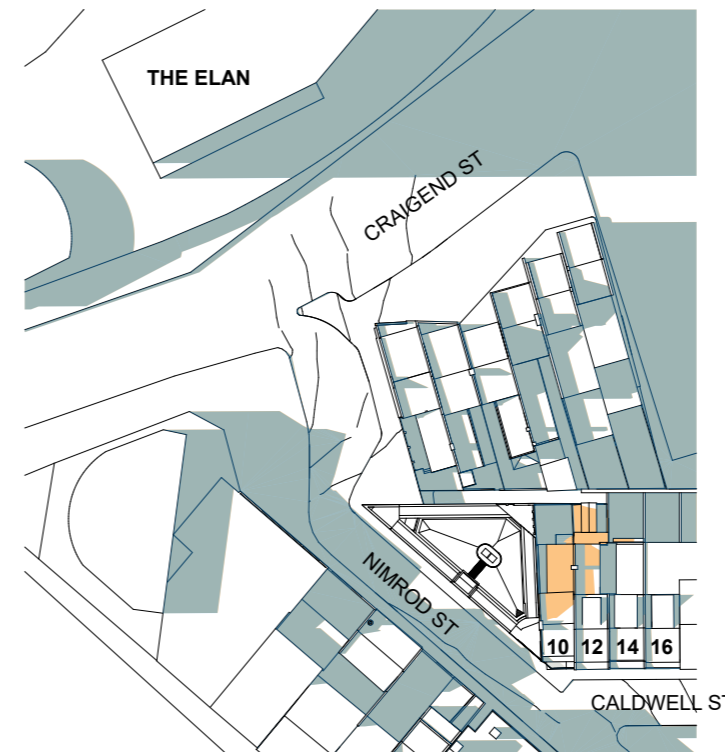 THE ELAN
CRAIGEND ST
NIMROD ST
10 12 14 16
CALDWELL ST